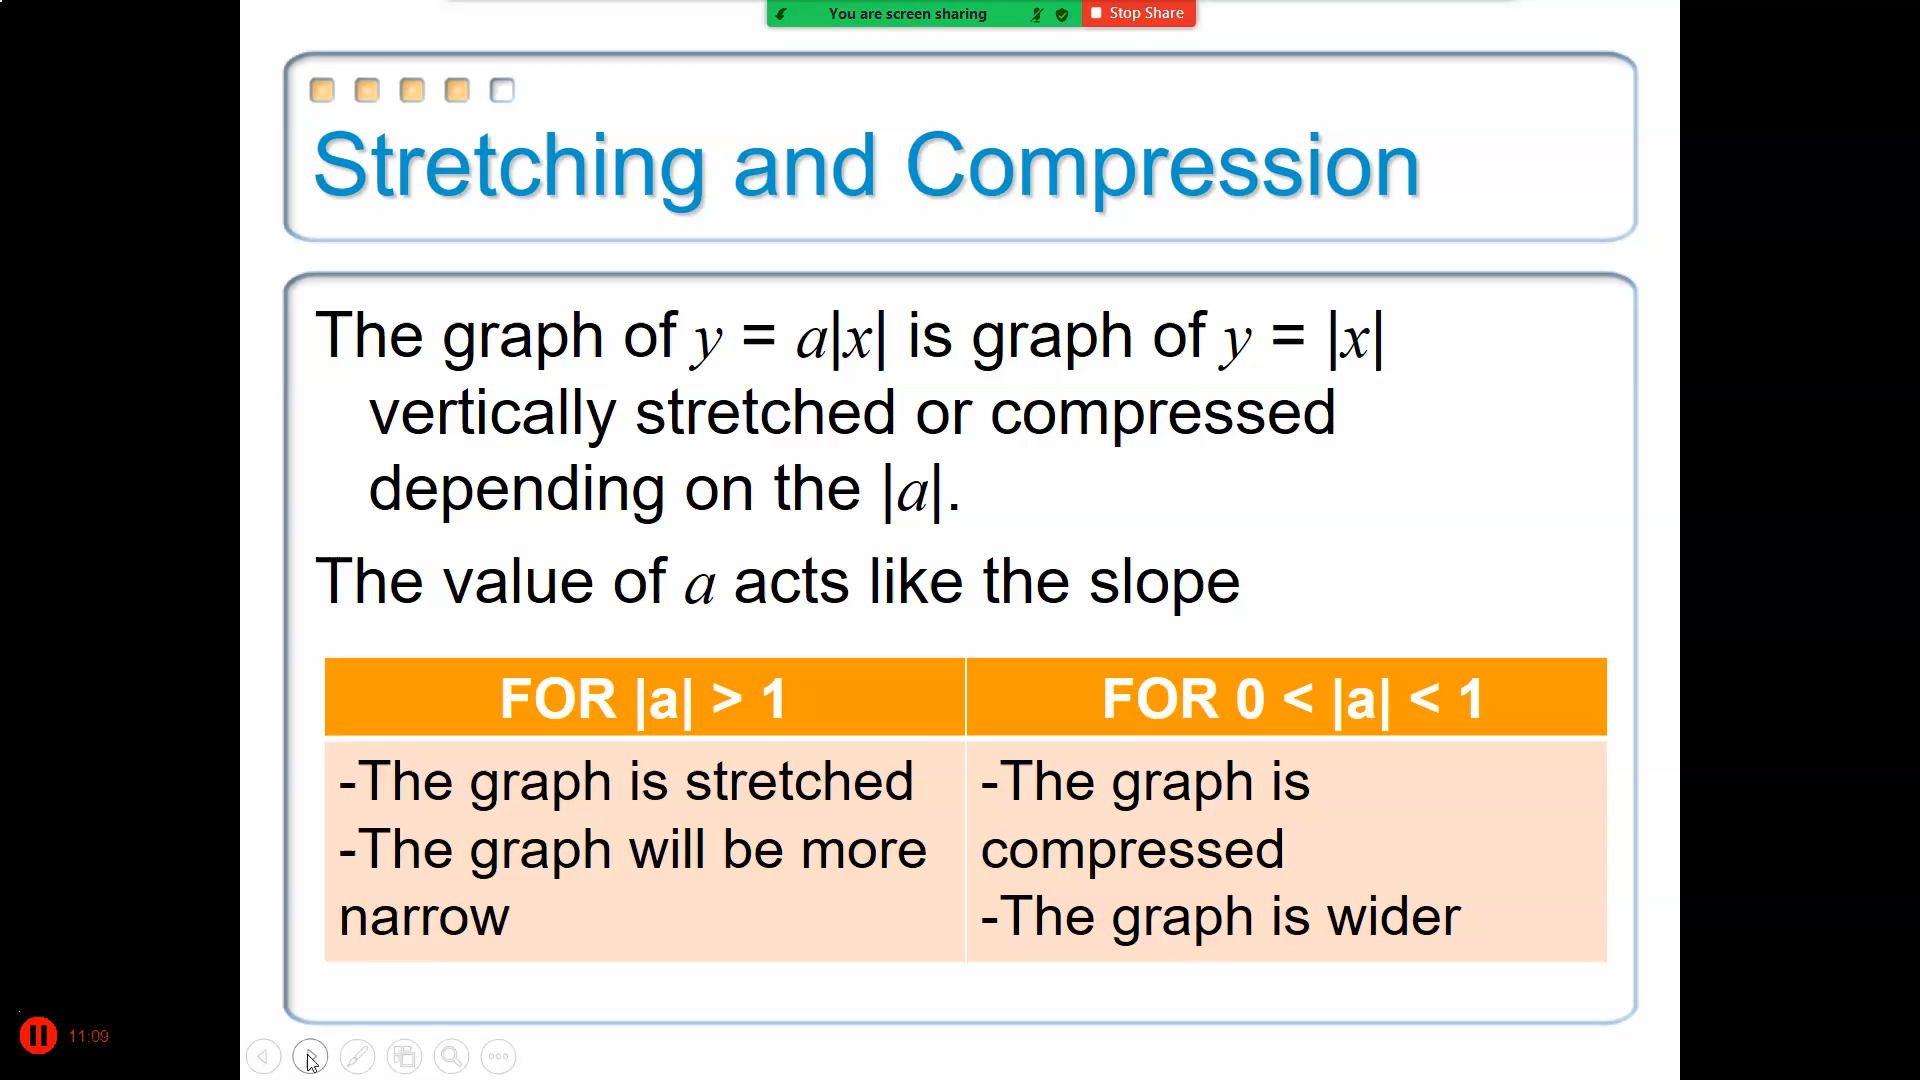 You are screen sharing
Stop Share
Stretching and Compression
The graph of y = a|x| is graph of y = |x|
vertically stretched or compressed
depending on the |a|.
The value of a acts like the slope
FOR |a| > 1
FOR 0 < |a| < 1
-The graph is stretched
-The graph will be more
narrow
-The graph is
compressed
-The graph is wider
11:09